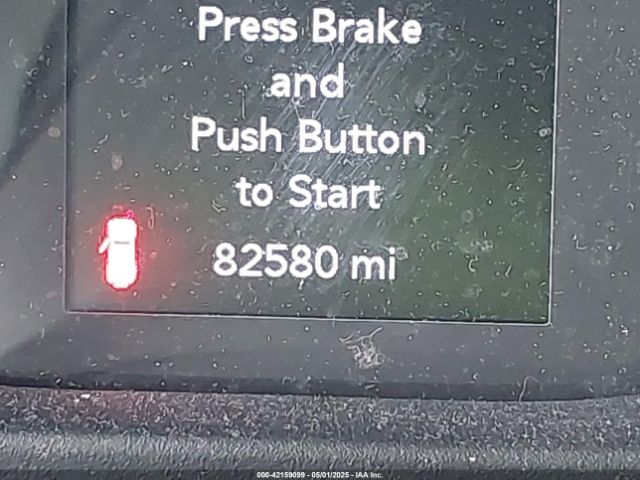 Press Brake
and
Push Button
to Start
82580 mi
000-42159099 - 05/01/2025 - IAA Inc.